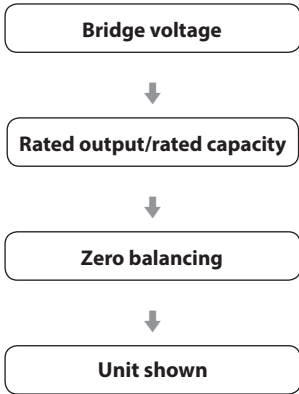 Bridge voltage
Rated output/rated capacity
Zero balancing
Unit shown